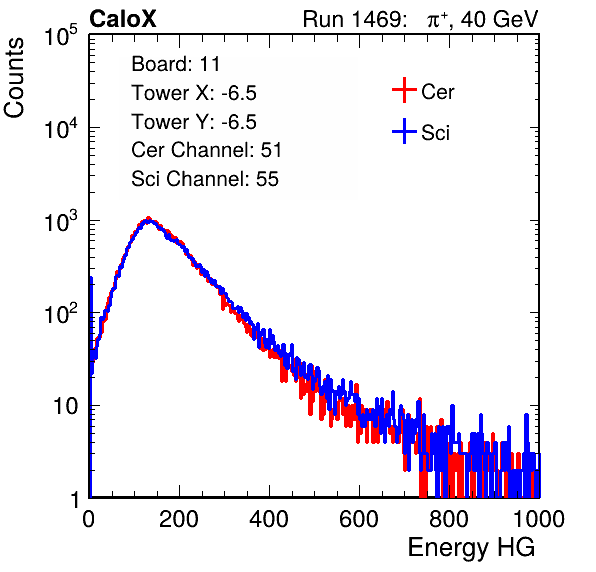 CaloX Run 1469: π⁺, 40 GeV
Counts
Board: 11
Tower X: -6.5
Tower Y: -6.5
Cer Channel: 51
Sci Channel: 55
Cer
Sci
10⁵
10⁴
10³
10²
10
1
0 200 400 600 800 1000
Energy HG